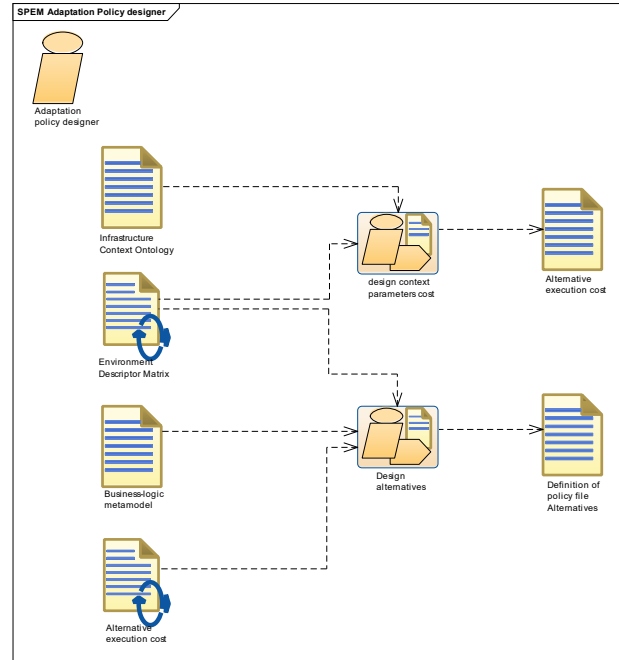 SPEM Adaptation Policy designer
Adaptation
policy designer
Infrastructure
Context Ontology
design context
parameters cost
Alternative
execution cost
Environment
Descriptor Matrix
Business-logic
metamodel
Design
alternatives
Definition of
policy file
Alternatives
Alternative
execution cost